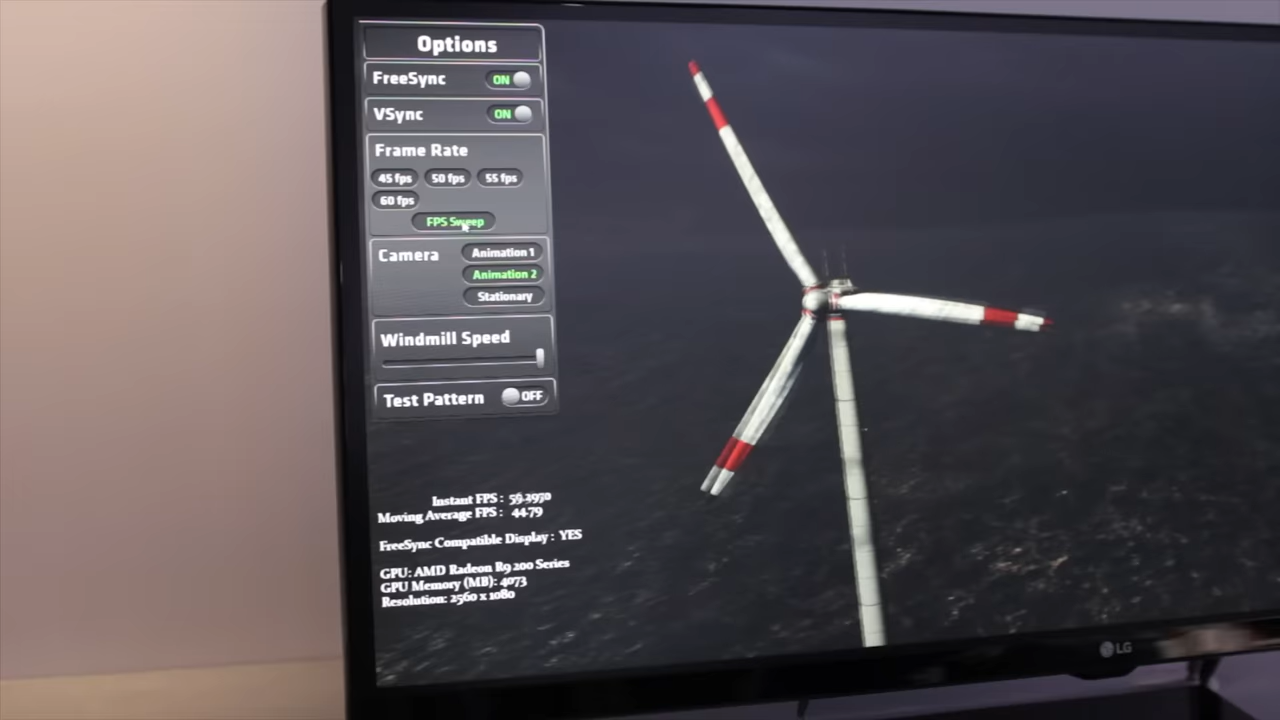 Options
FreeSync ON
VSync ON
Frame Rate
45 fps 50 fps 55 fps
60 fps
FPS Sweep
Camera Animation 1
Animation 2
Stationary
Windmill Speed
Test Pattern OFF
Instant FPS :
Moving Average FPS : 44.79
FreeSync Compatible Display : YES
GPU: AMD Radeon R9 200 Series
GPU Memory (MB): 4073
Resolution: 2560 x 1080
LG